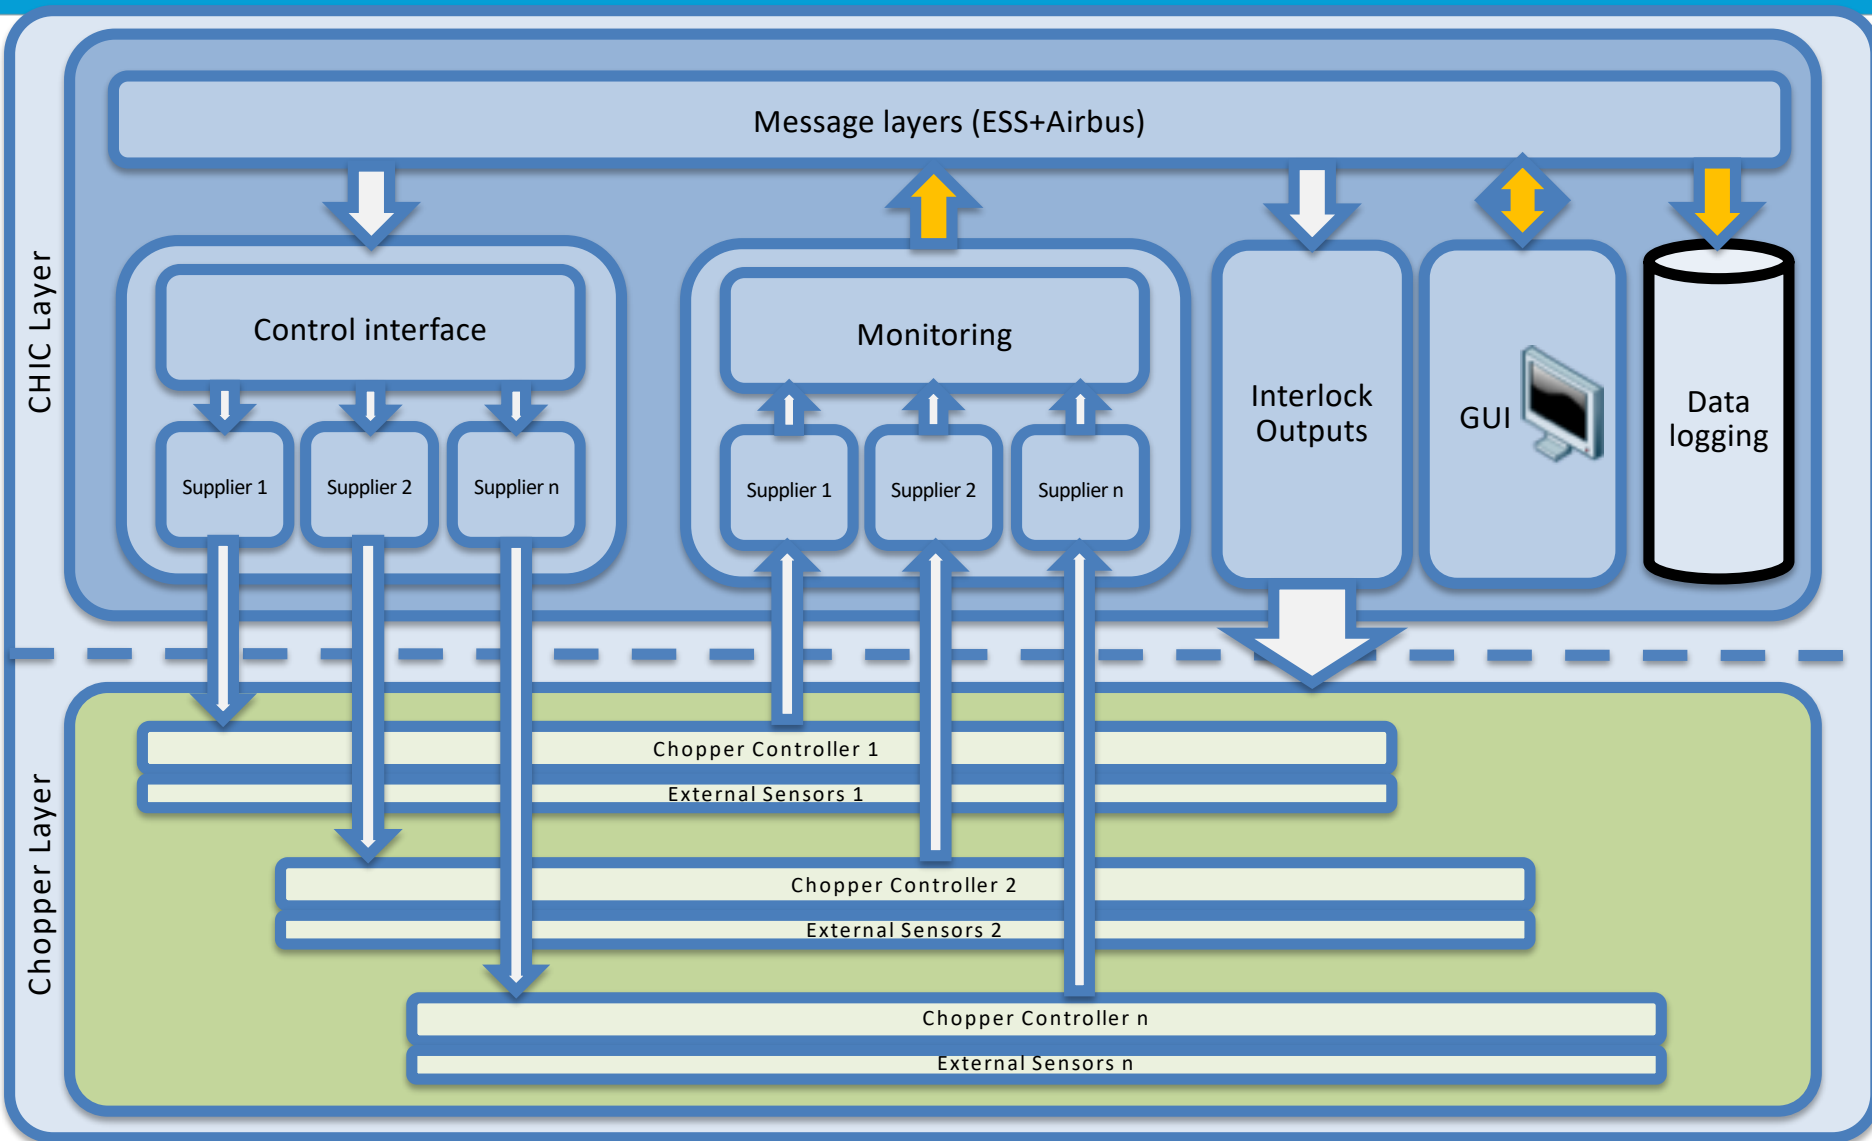 Message layers (ESS+Airbus)
CHIC Layer
Control interface
Supplier 1
Supplier 2
Supplier n
Monitoring
Supplier 1
Supplier 2
Supplier n
Interlock
Outputs
GUI
Data
logging
Chopper Layer
Chopper Controller 1
External Sensors 1
Chopper Controller 2
External Sensors 2
Chopper Controller n
External Sensors n